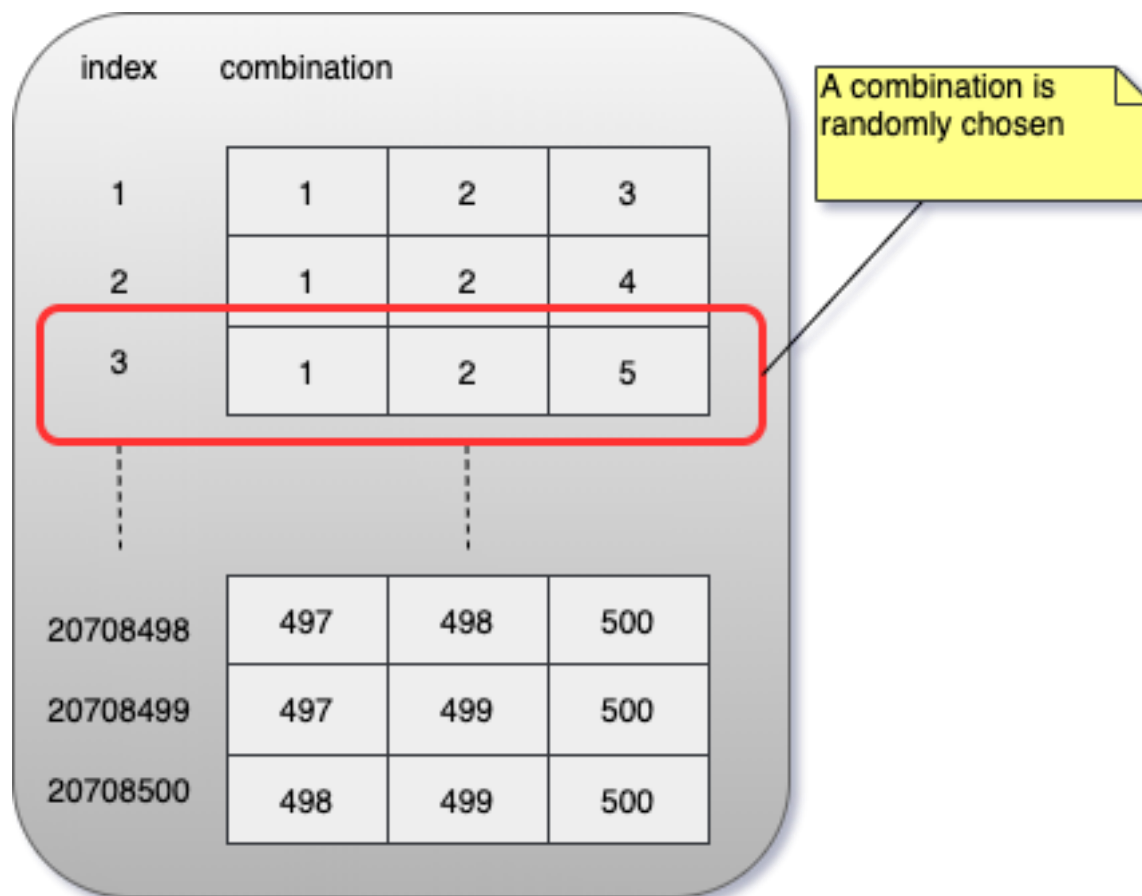 index combination
A combination is
randomly chosen
1 1 2 3
2 1 2 4
3 1 2 5
20708498 497 498 500
20708499 497 499 500
20708500 498 499 500